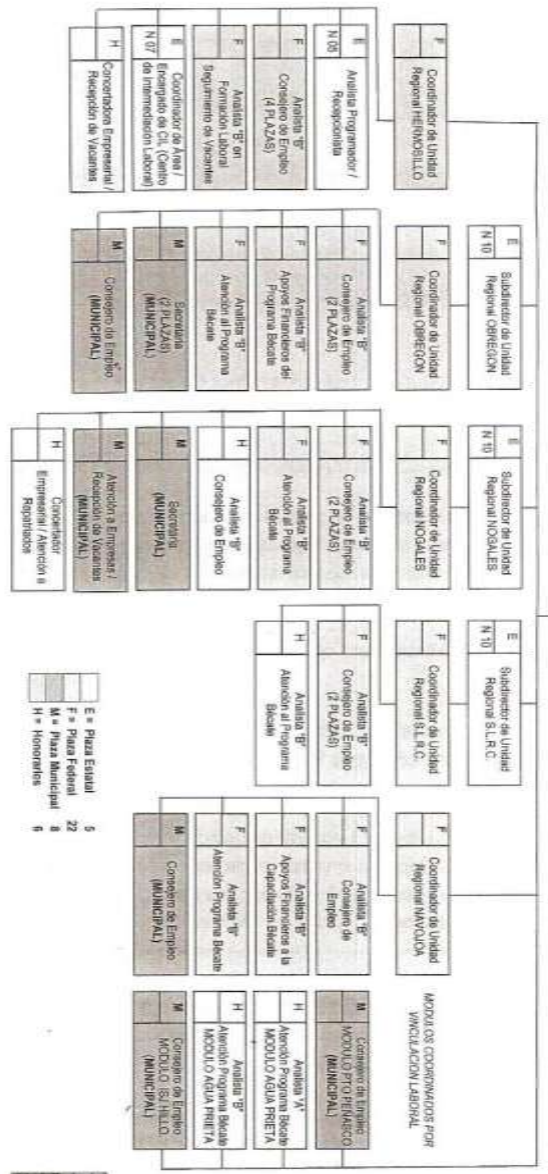 F
Coordinador de Unidad
Regional HERMOSILLO
E
N 05
Analista Programador /
Recepcionista
F
Analista "B"
Consejero de Empleo
(4 PLAZAS)
F
Analista "B" en
Formación Laboral
Seguimiento de Vacantes
E
N 07
Coordinador de Área /
Encargado de CIL (Centro
de Intermediación Laboral)
H
Concertadora Empresarial /
Recepción de Vacantes
E
N 10
Subdirector de Unidad
Regional OBREGON
F
Coordinador de Unidad
Regional OBREGON
F
Analista "B"
Consejero de Empleo
(2 PLAZAS)
F
Analista "B"
Apoyos Financieros del
Programa Bécate
F
Analista "B"
Atención al Programa
Bécate
M
Secretaria
(2 PLAZAS)
(MUNICIPAL)
M
Consejero de Empleo
(MUNICIPAL)
E
N 10
Subdirector de Unidad
Regional NOGALES
F
Coordinador de Unidad
Regional NOGALES
F
Analista "B"
Consejero de Empleo
(2 PLAZAS)
F
Analista "B"
Atención al Programa
Bécate
H
Analista "B"
Consejero de Empleo
M
Secretaria
(MUNICIPAL)
M
Atención a Empresas /
Recepción de Vacantes
(MUNICIPAL)
H
Concertador
Empresarial / Atención a
Repatriados
E
N 10
Subdirector de Unidad
Regional S.L.R.C.
F
Coordinador de Unidad
Regional S.L.R.C.
F
Analista "B"
Consejero de Empleo
(2 PLAZAS)
H
Analista "B"
Atención al Programa
Bécate
F
Coordinador de Unidad
Regional NAVOJOA
F
Analista "B"
Consejero de
Empleo
F
Analista "B"
Apoyos Financieros a la
Capacitación Bécate
F
Analista "B"
Atención Programa Bécate
M
Consejero de Empleo
(MUNICIPAL)
MODULOS COORDINADOS POR
VINCULACION LABORAL
M
Consejero de Empleo
MODULO PTO PEÑASCO
(MUNICIPAL)
H
Analista "A"
Atención Programa Bécate
MODULO AGUA PRIETA
H
Analista "B"
Atención Programa Bécate
MODULO AGUA PRIETA
M
Consejero de Empleo
MODULO ISJ HILLO
(MUNICIPAL)
E = Plaza Estatal 5
F = Plaza Federal 22
M = Plaza Municipal 8
H = Honorarios 6